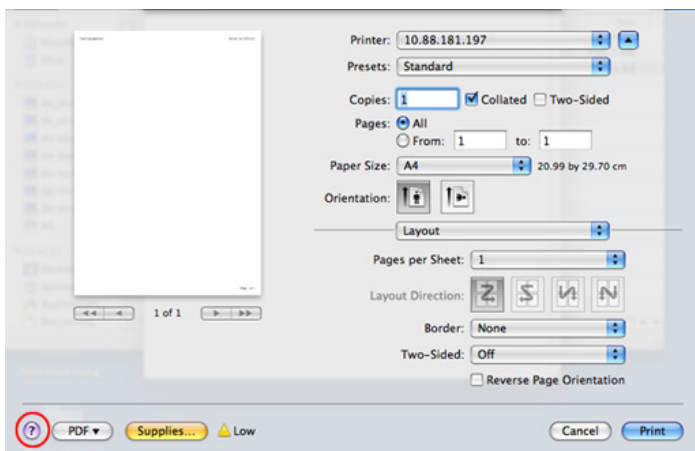 Printer: 10.88.181.197
Presets: Standard
Copies: 1 Collated Two-Sided
Pages: All
From: 1 to: 1
Paper Size: A4 20.99 by 29.70 cm
Orientation:
Layout
Pages per Sheet: 1
Layout Direction:
Border: None
Two-Sided: Off
Reverse Page Orientation
1 of 1
? PDF Supplies... Low Cancel Print